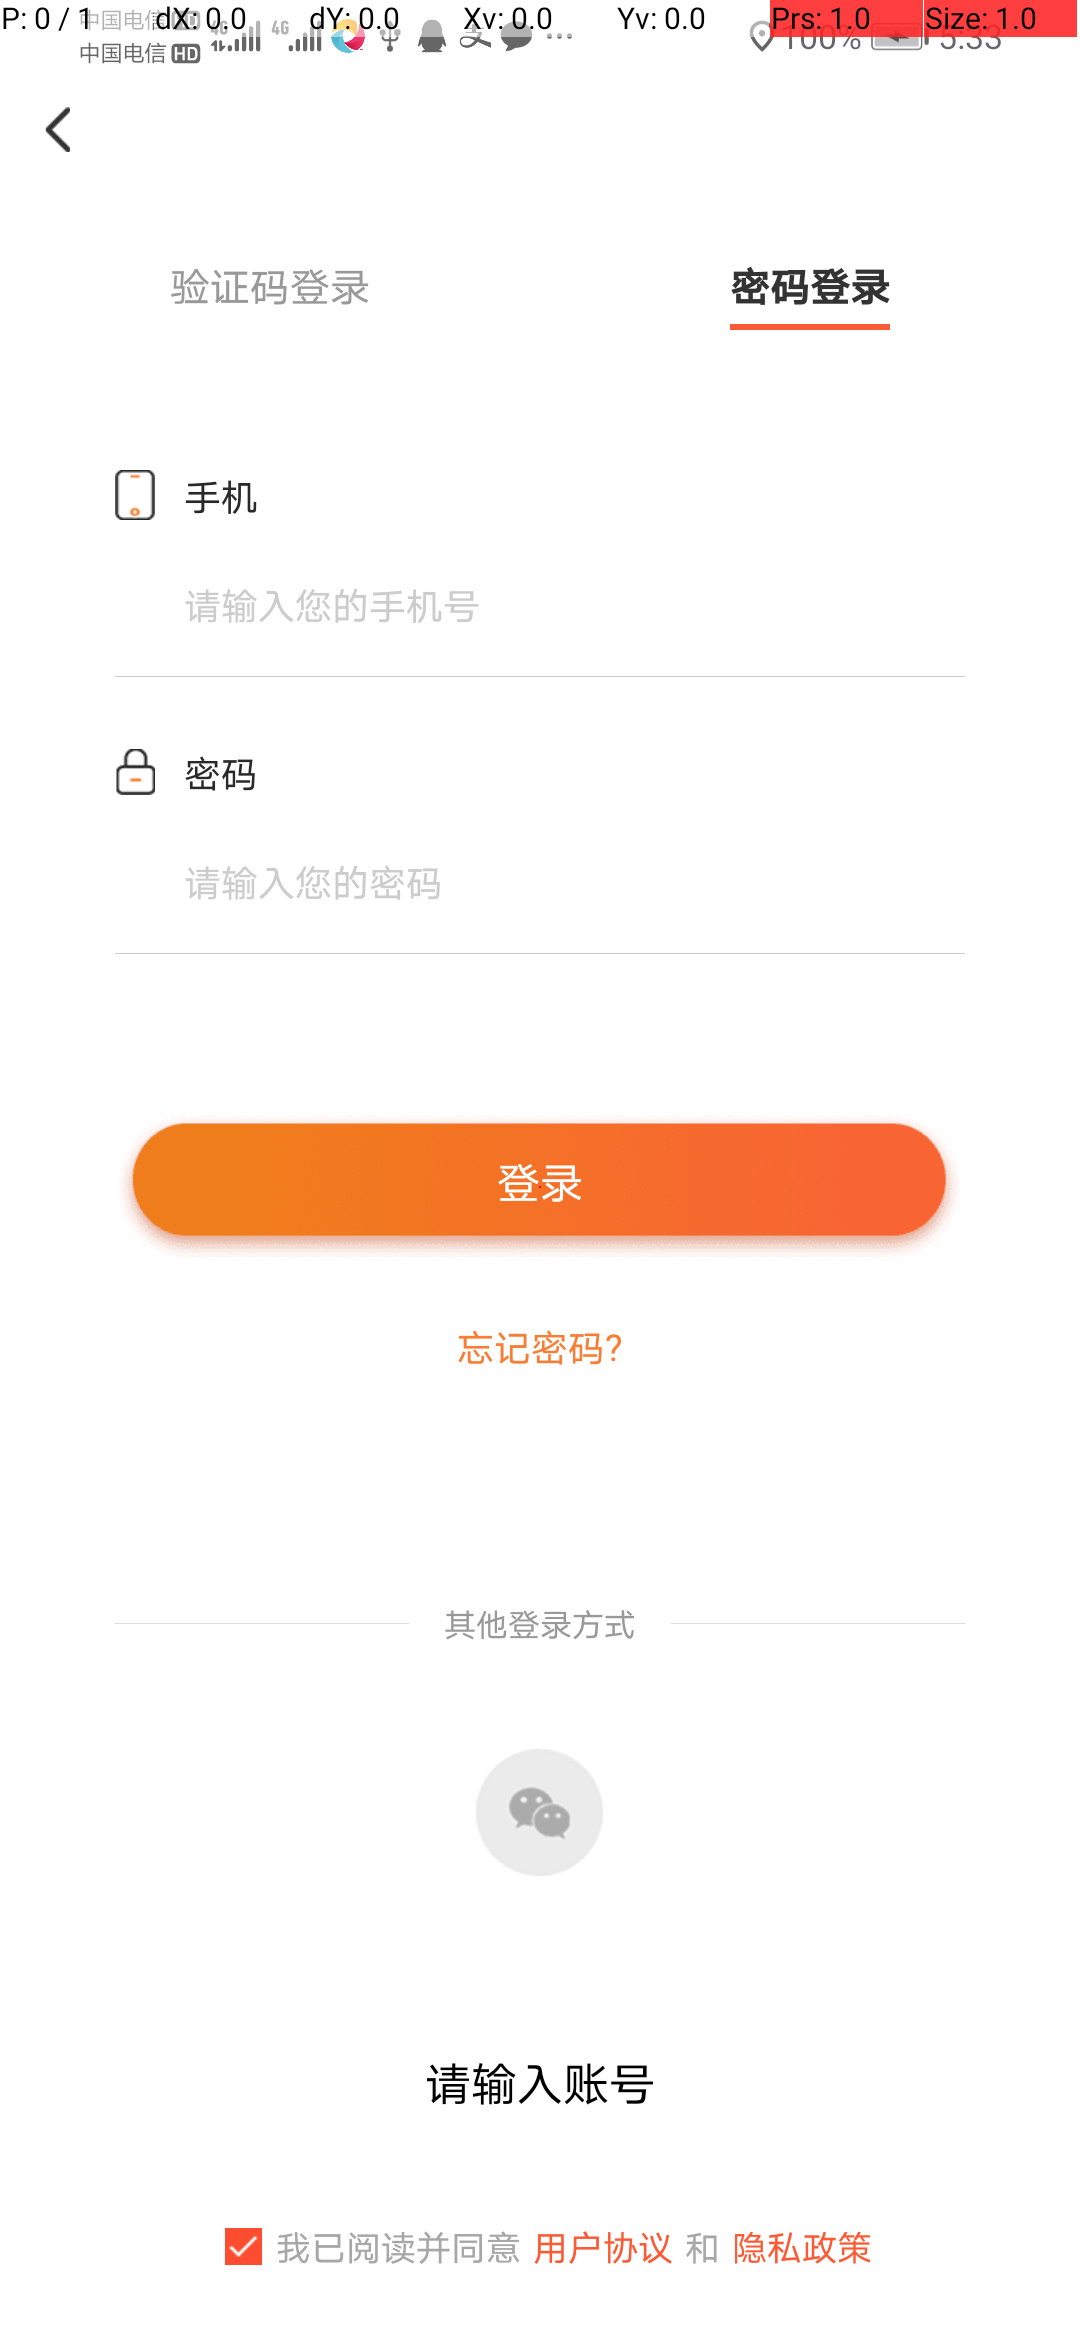 P: 0 / 1 dX: 0.0 dY: 0.0 Xv: 0.0 Yv: 0.0 Prs: 1.0 Size: 1.0
中国电信 HD 4G 4G 100% 5:33
中国电信 HD
验证码登录 密码登录
手机
请输入您的手机号
密码
请输入您的密码
登录
忘记密码?
其他登录方式
请输入账号
我已阅读并同意 用户协议 和 隐私政策